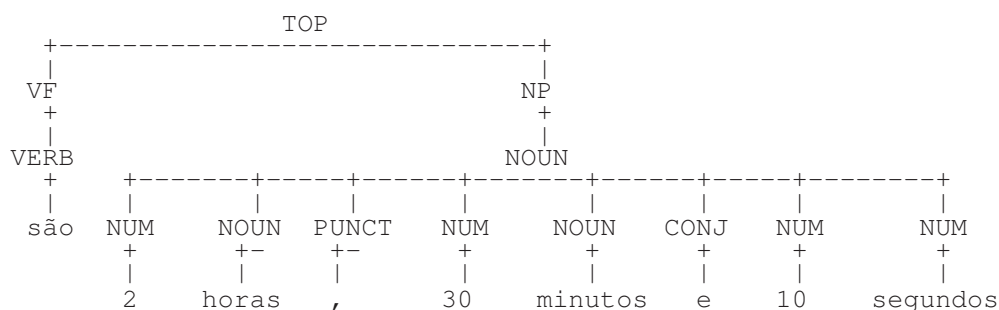 TOP
VF NP
VERB NOUN
são NUM NOUN PUNCT NUM NOUN CONJ NUM NUM
2 horas , 30 minutos e 10 segundos